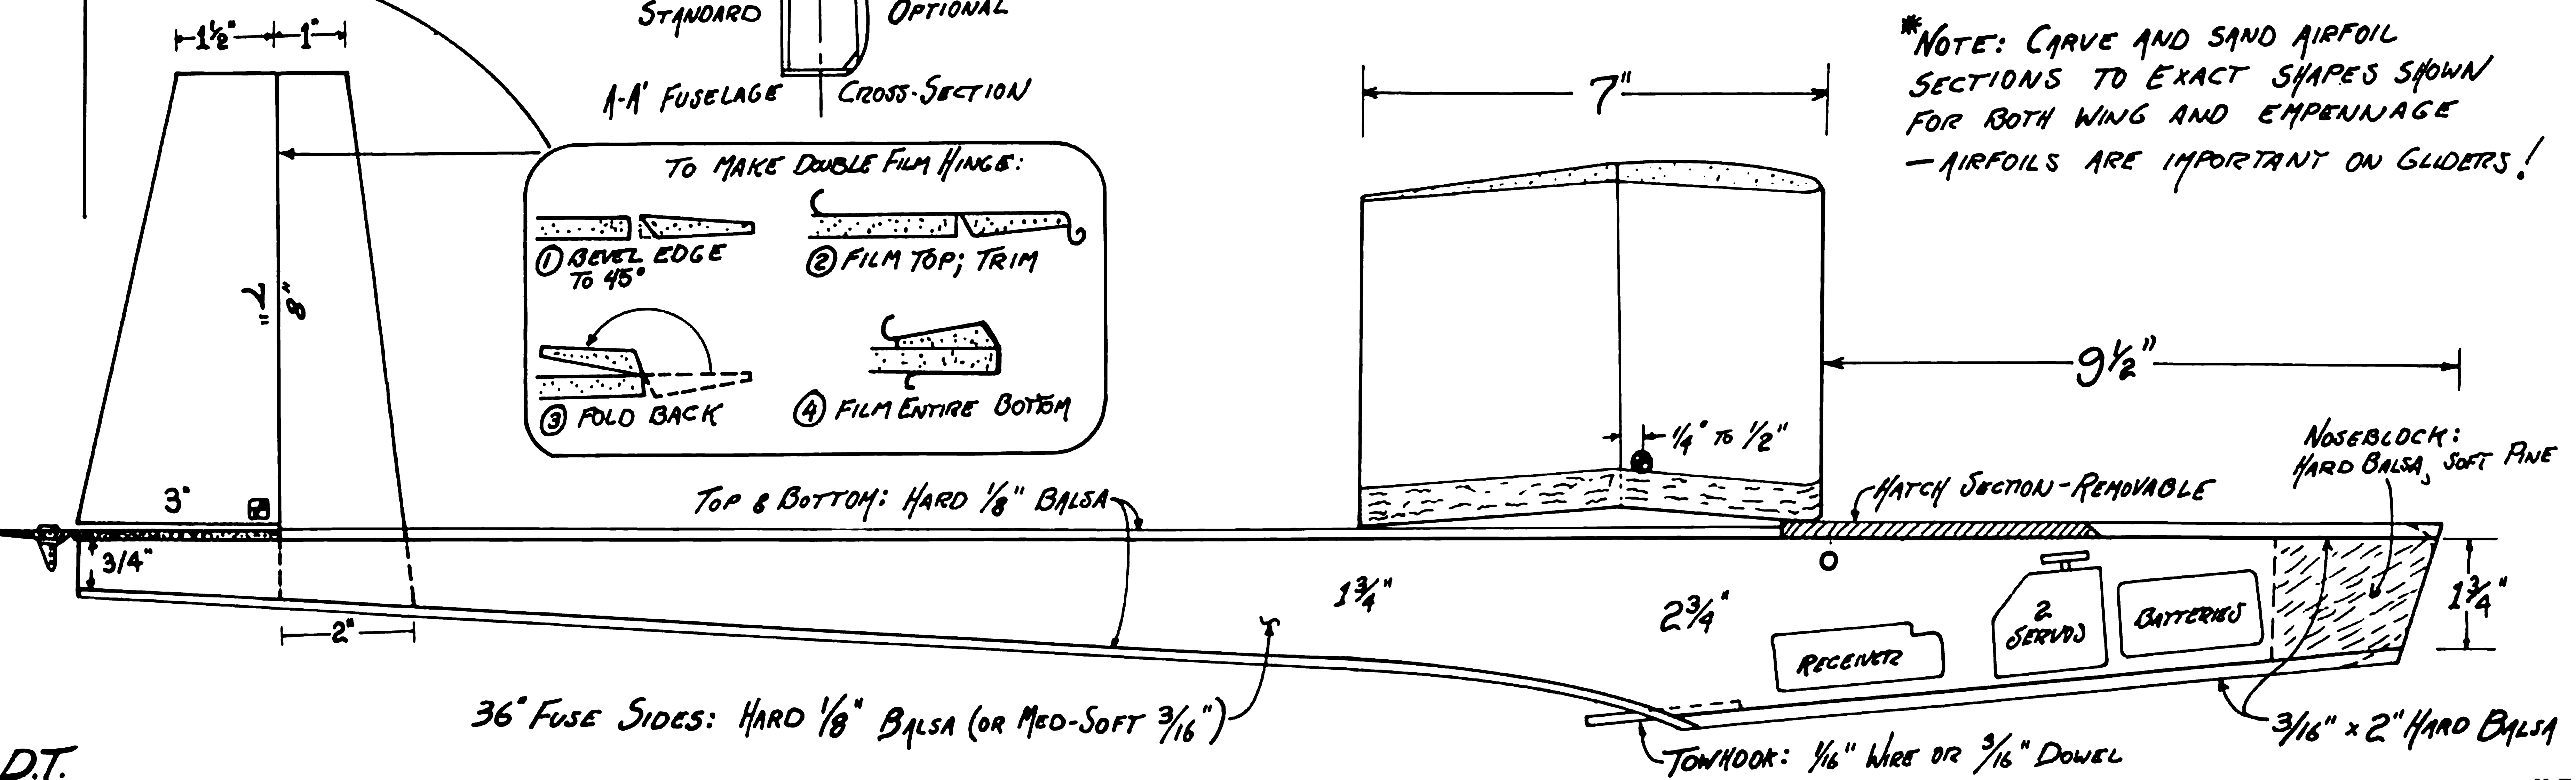 STANDARD
OPTIONAL
A-A' FUSELAGE
CROSS-SECTION
1½"
1"
7"
8"
3"
3/4"
2"
TO MAKE DOUBLE FILM HINGE:
① BEVEL EDGE
TO 45°
② FILM TOP; TRIM
③ FOLD BACK
④ FILM ENTIRE BOTTOM
7"
*NOTE: CARVE AND SAND AIRFOIL
SECTIONS TO EXACT SHAPES SHOWN
FOR BOTH WING AND EMPENNAGE
— AIRFOILS ARE IMPORTANT ON GLIDERS!
9½"
¼" TO ½"
NOSEBLOCK:
HARD BALSA, SOFT PINE
TOP & BOTTOM: HARD 1/8" BALSA
HATCH SECTION-REMOVABLE
1¾"
2¾"
RECEIVER
2
SERVOS
BATTERIES
1¾"
36" FUSE SIDES: HARD 1/8" BALSA (OR MED-SOFT 3/16")
3/16" x 2" HARD BALSA
TOWHOOK: 1/16" WIRE OR 3/16" DOWEL
D.T.